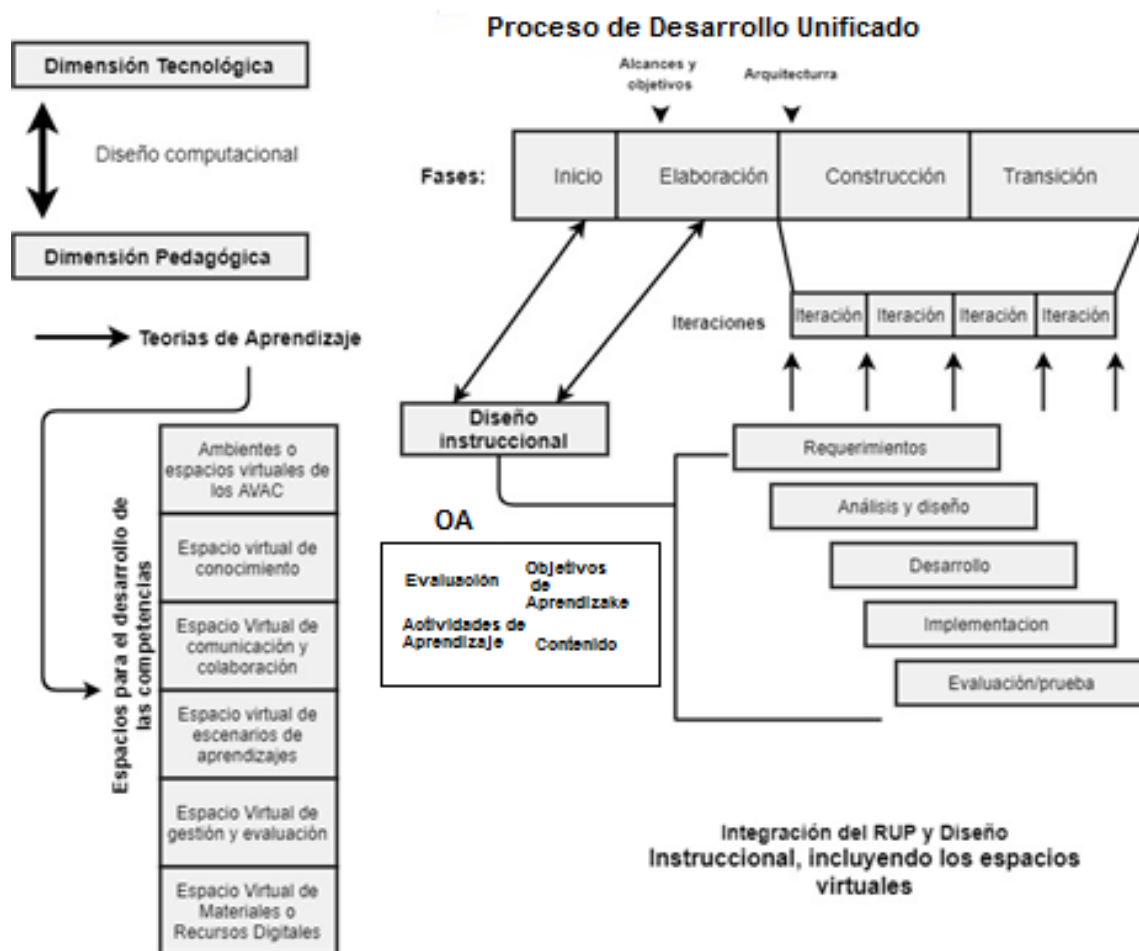 Proceso de Desarrollo Unificado
Dimensión Tecnológica
Diseño computacional
Dimensión Pedagógica
Teorías de Aprendizaje
Alcances y
objetivos
Arquitecturra
Fases:
Inicio
Elaboración
Construcción
Transición
Iteraciones
Iteración
Iteración
Iteración
Iteración
Diseño
instruccional
Espacios para el desarrollo de
las competencias
Ambientes o
espacios virtuales de
los AVAC
Espacio virtual de
conocimiento
Espacio Virtual de
comunicación y
colaboración
Espacio virtual de
escenarios de
aprendizajes
Espacio Virtual de
gestión y evaluación
Espacio Virtual de
Materiales o
Recursos Digitales
OA
Evaluación
Objetivos
de
Aprendizake
Actividades de
Aprendizaje
Contenido
Requerimientos
Análisis y diseño
Desarrollo
Implementacion
Evaluación/prueba
Integración del RUP y Diseño
Instruccional, incluyendo los espacios
virtuales